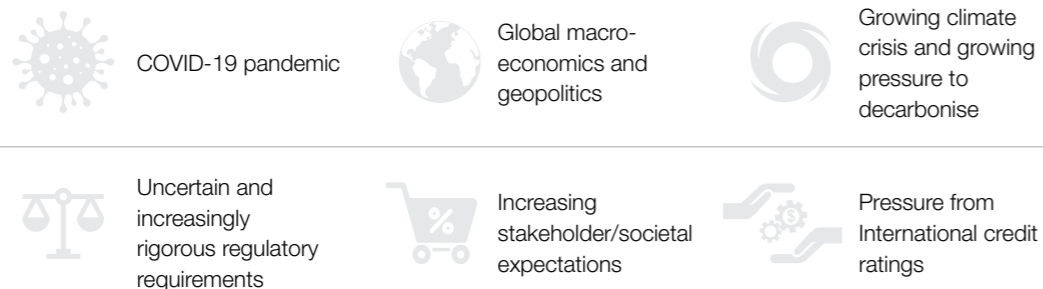 COVID-19 pandemic
Global macro-
economics and
geopolitics
Growing climate
crisis and growing
pressure to
decarbonise
Uncertain and
increasingly
rigorous regulatory
requirements
%
Increasing
stakeholder/societal
expectations
$
Pressure from
International credit
ratings